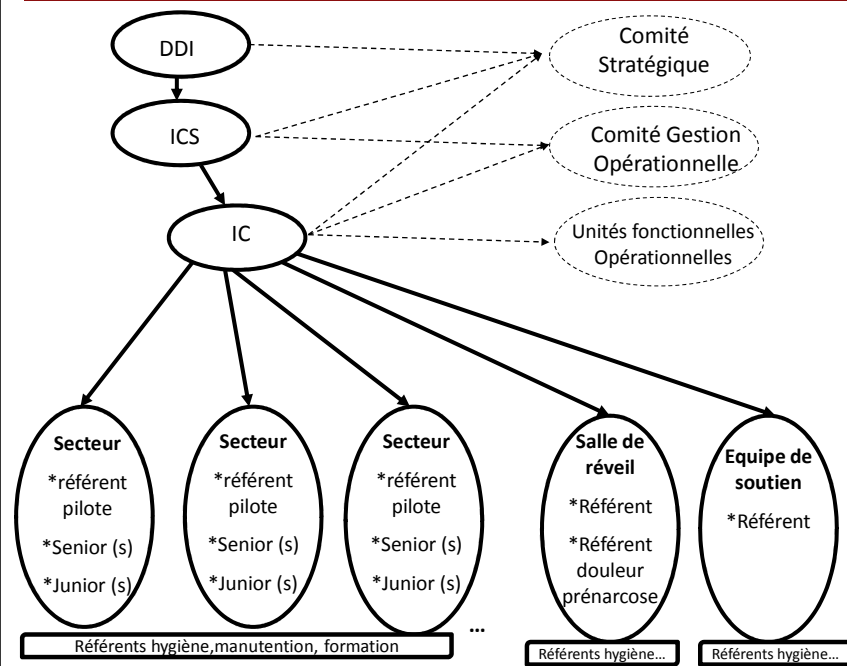 DDI
Comité
Stratégique
ICS
Comité Gestion
Opérationnelle
IC
Unités fonctionnelles
Opérationnelles
Secteur
*référent
pilote
*Senior (s)
*Junior (s)
Secteur
*référent
pilote
*Senior (s)
*Junior (s)
Secteur
*référent
pilote
*Senior (s)
*Junior (s)
...
Salle de
réveil
*Référent
*Référent
douleur
prénarcose
Equipe de
soutien
*Référent
Référents hygiène,manutention, formation
Référents hygiène...
Référents hygiène...